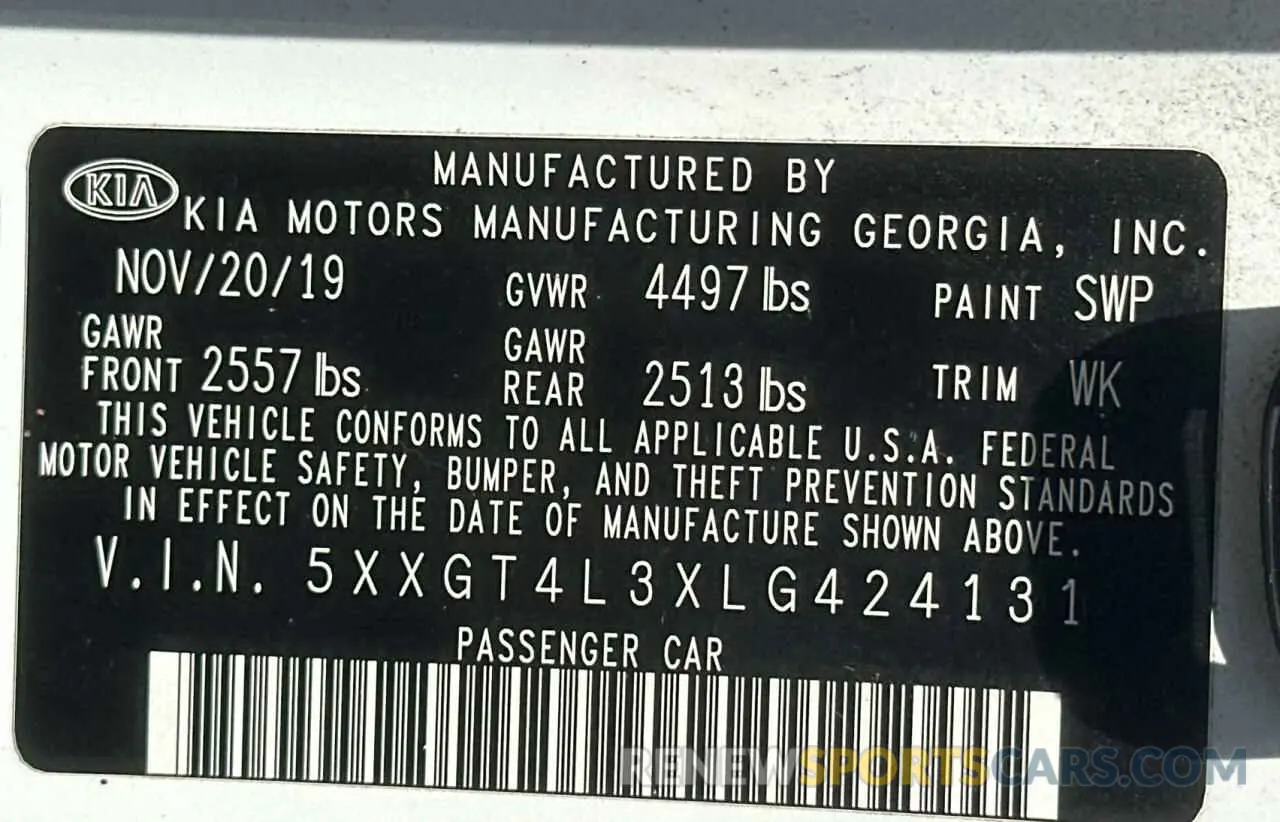 MANUFACTURED BY
KIA
KIA MOTORS MANUFACTURING GEORGIA, INC.
NOV/20/19 GVWR 4497 lbs PAINT SWP
GAWR FRONT 2557 lbs GAWR REAR 2513 lbs TRIM WK
THIS VEHICLE CONFORMS TO ALL APPLICABLE U.S.A. FEDERAL
MOTOR VEHICLE SAFETY, BUMPER, AND THEFT PREVENTION STANDARDS
IN EFFECT ON THE DATE OF MANUFACTURE SHOWN ABOVE.
V.I.N. 5XXGT4L3XLG424131
PASSENGER CAR
RENEWSPORTSCARS.COM